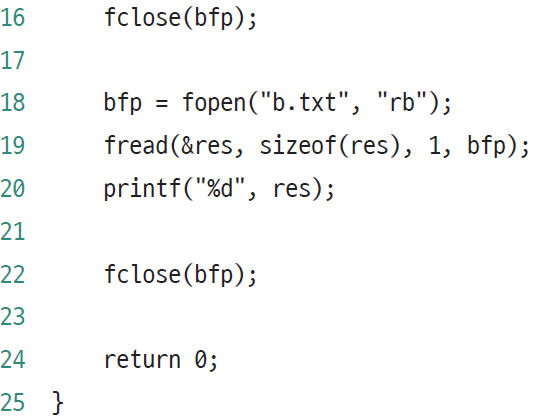 16 fclose(bfp);
17
18 bfp = fopen("b.txt", "rb");
19 fread(&res, sizeof(res), 1, bfp);
20 printf("%d", res);
21
22 fclose(bfp);
23
24 return 0;
25 }